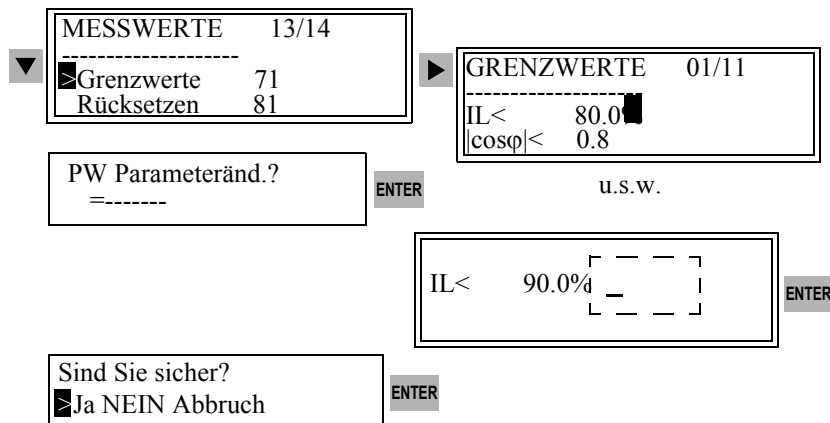 MESSWERTE 13/14
--------------------
>Grenzwerte 71
Rücksetzen 81
GRENZWERTE 01/11
--------------------
IL< 80.0%
|cosφ|< 0.8
PW Parameteränd.?
=-------
ENTER
u.s.w.
IL< 90.0% _
ENTER
Sind Sie sicher?
>Ja NEIN Abbruch
ENTER